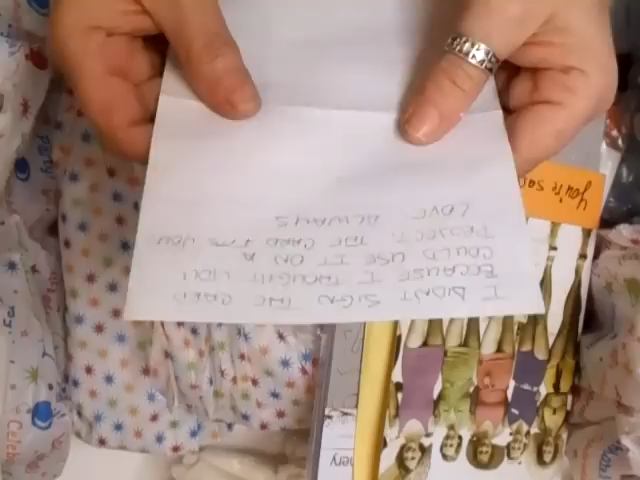 I DIDN'T SIGN THE CARD
BECAUSE I THOUGHT YOU
COULD USE IT ON A
PROJECT. THE CARD FITS YOU
LOVE ALWAYS
You're so